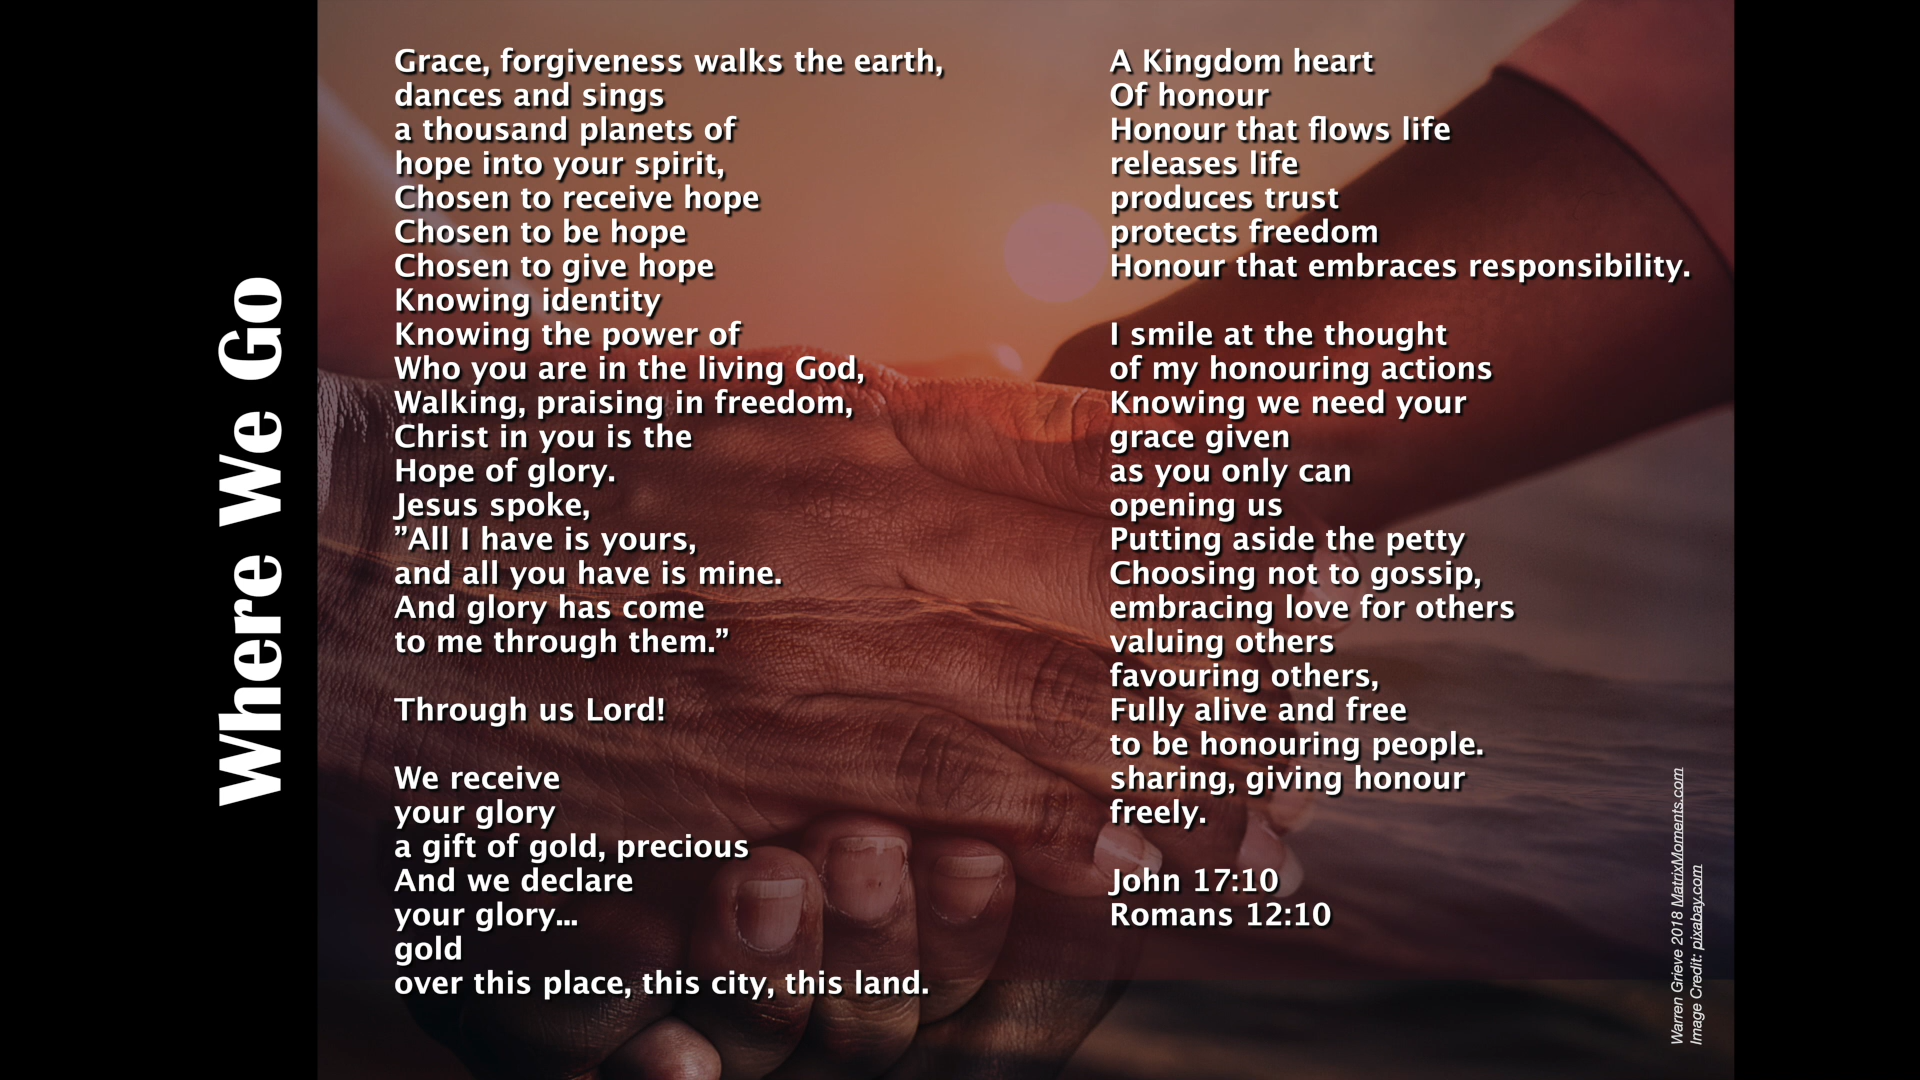 Where We Go
Grace, forgiveness walks the earth,
dances and sings
a thousand planets of
hope into your spirit,
Chosen to receive hope
Chosen to be hope
Chosen to give hope
Knowing identity
Knowing the power of
Who you are in the living God,
Walking, praising in freedom,
Christ in you is the
Hope of glory.
Jesus spoke,
”All I have is yours,
and all you have is mine.
And glory has come
to me through them.”
Through us Lord!
We receive
your glory
a gift of gold, precious
And we declare
your glory...
gold
over this place, this city, this land.
A Kingdom heart
Of honour
Honour that flows life
releases life
produces trust
protects freedom
Honour that embraces responsibility.
I smile at the thought
of my honouring actions
Knowing we need your
grace given
as you only can
opening us
Putting aside the petty
Choosing not to gossip,
embracing love for others
valuing others
favouring others,
Fully alive and free
to be honouring people.
sharing, giving honour
freely.
John 17:10
Romans 12:10
Warren Grieve 2018 MatrixMoments.com
Image Credit: pixabay.com